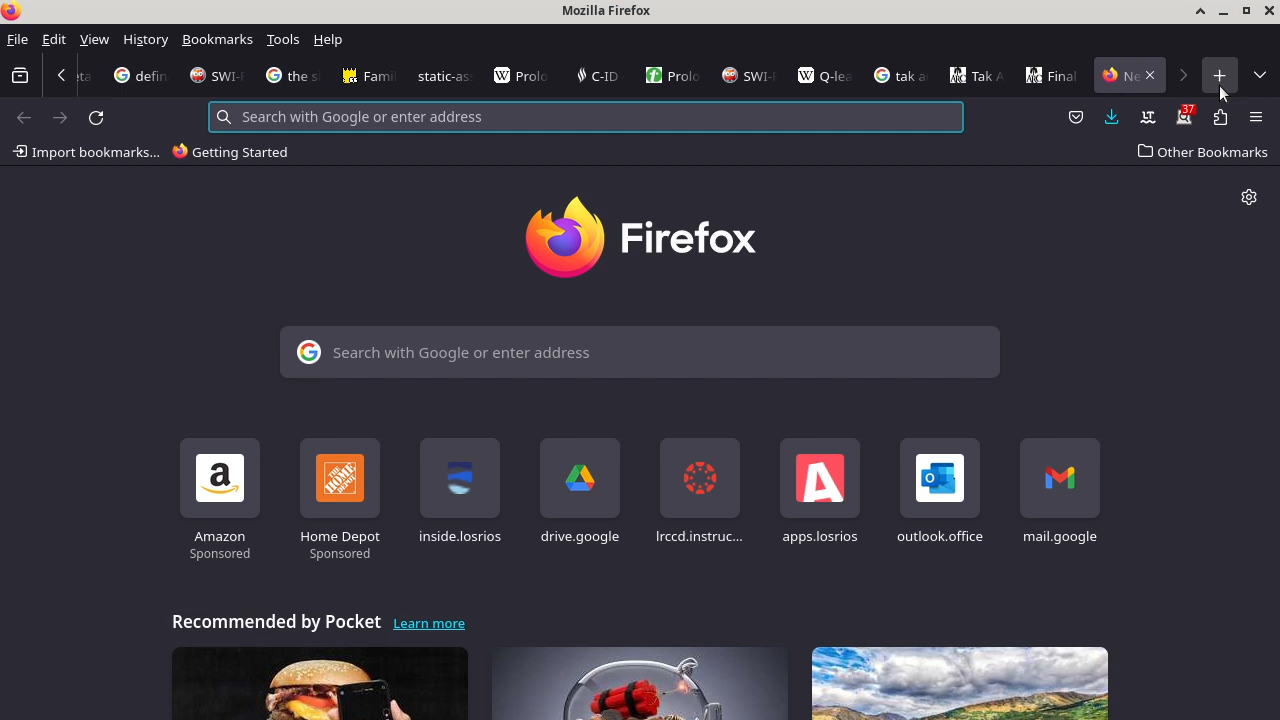 Mozilla Firefox
File Edit View History Bookmarks Tools Help
defin SWI-F the s Fami static-as Prolo C-ID Prolo SWI-F Q-lea tak a Tak A Final Ne
Search with Google or enter address
37
Import bookmarks... Getting Started Other Bookmarks
Firefox
Search with Google or enter address
Amazon Home Depot inside.losrios drive.google lrccd.instruc... apps.losrios outlook.office mail.google
Sponsored Sponsored
Recommended by Pocket Learn more